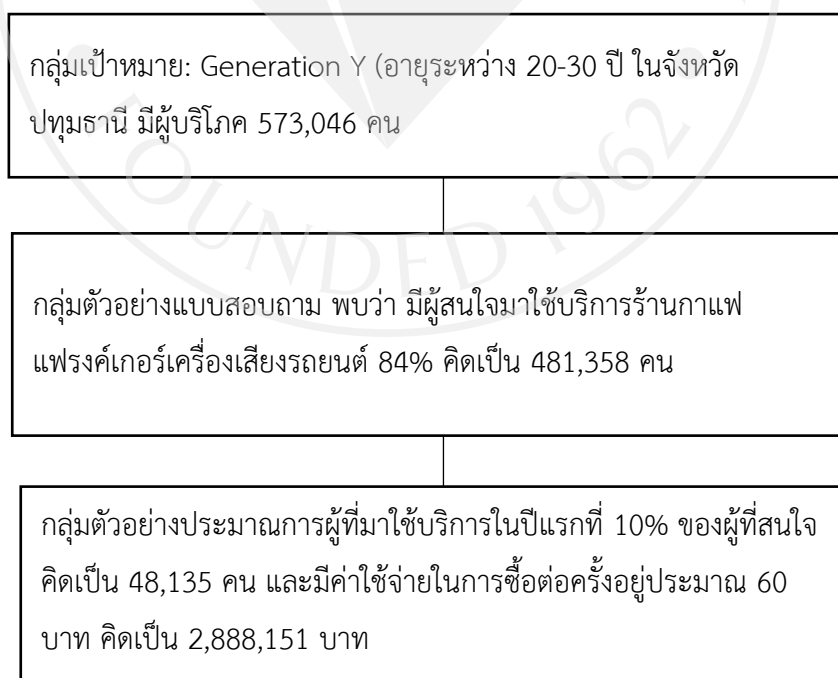 กลุ่มเป้าหมาย: Generation Y (อายุระหว่าง 20-30 ปี ในจังหวัด
ปทุมธานี มีผู้บริโภค 573,046 คน
OUNDED 1962
กลุ่มตัวอย่างแบบสอบถาม พบว่า มีผู้สนใจมาใช้บริการร้านกาแฟ
แฟรงค์เกอร์เครื่องเสียงรถยนต์ 84% คิดเป็น 481,358 คน
กลุ่มตัวอย่างประมาณการผู้ที่มาใช้บริการในปีแรกที่ 10% ของผู้ที่สนใจ
คิดเป็น 48,135 คน และมีค่าใช้จ่ายในการซื้อต่อครั้งอยู่ประมาณ 60
บาท คิดเป็น 2,888,151 บาท